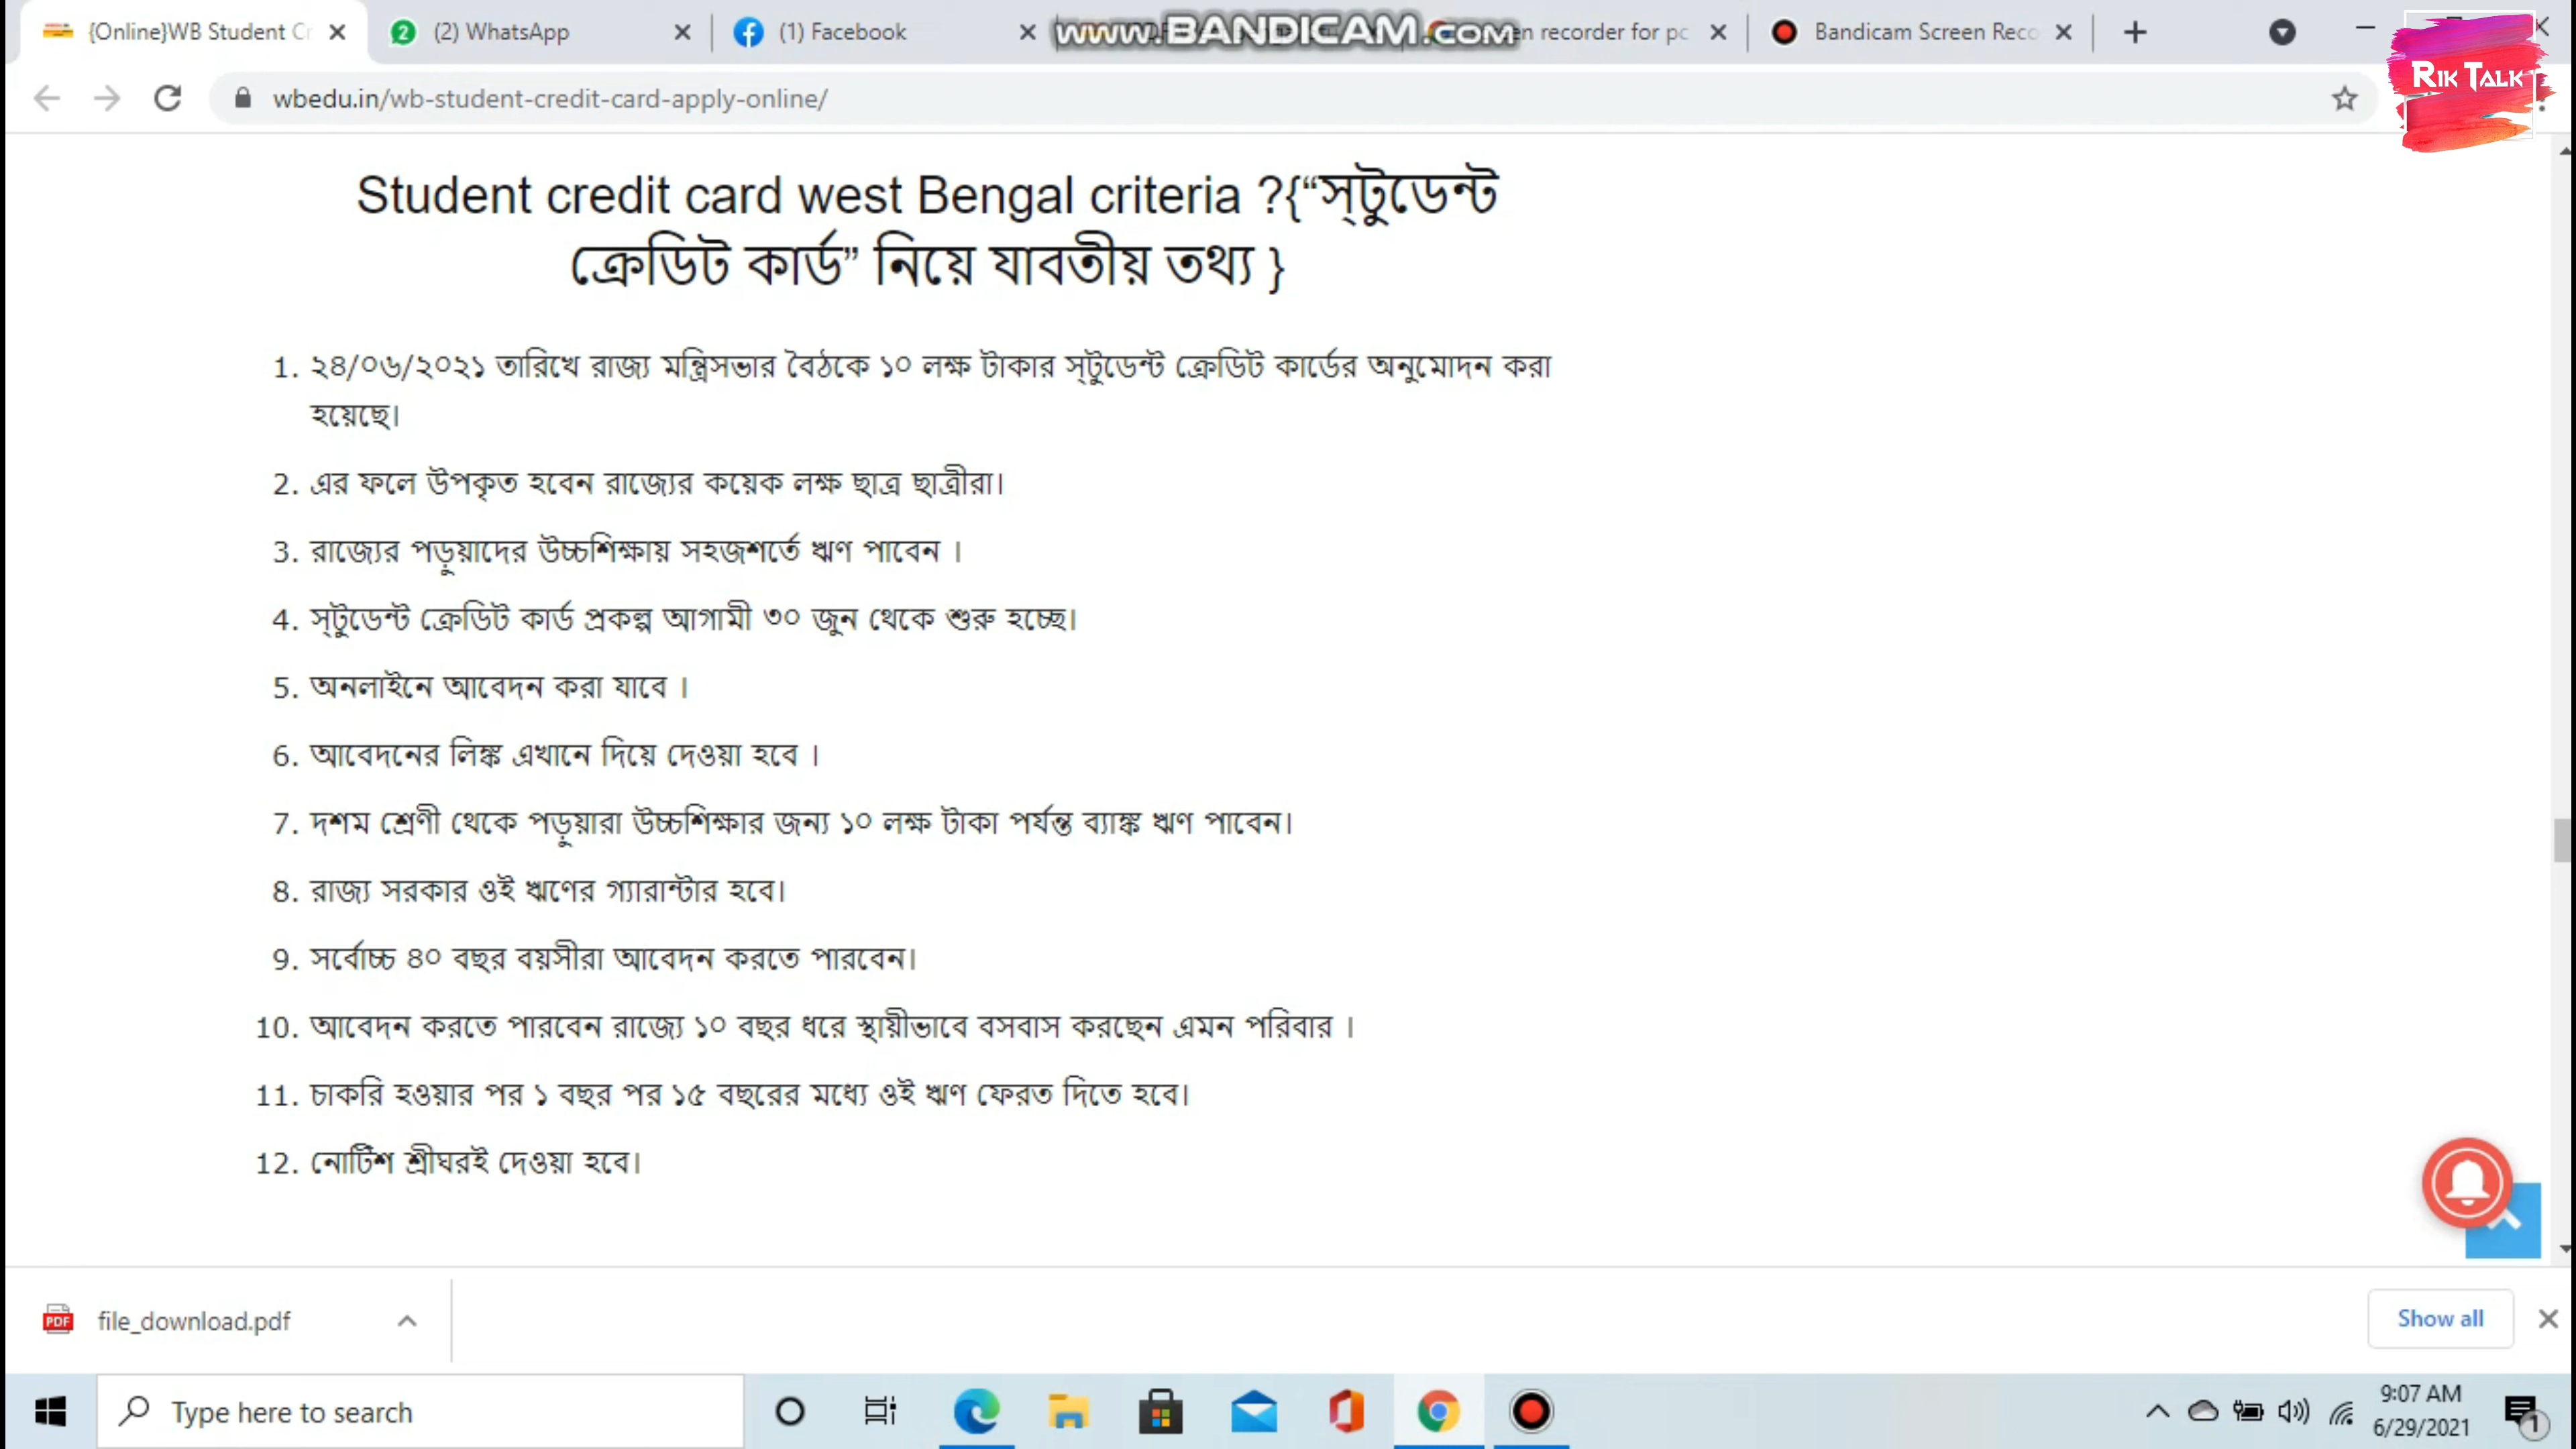 {Online}WB Student Cr
(2) WhatsApp
(1) Facebook
www.BANDICAM.com
en recorder for pc
Bandicam Screen Reco
RIK TALK
wbedu.in/wb-student-credit-card-apply-online/
Student credit card west Bengal criteria ?{“স্টুডেন্ট
ক্রেডিট কার্ড” নিয়ে যাবতীয় তথ্য }
1. ২৪/০৬/২০২১ তারিখে রাজ্য মন্ত্রিসভার বৈঠকে ১০ লক্ষ টাকার স্টুডেন্ট ক্রেডিট কার্ডের অনুমোদন করা
হয়েছে।
2. এর ফলে উপকৃত হবেন রাজ্যের কয়েক লক্ষ ছাত্র ছাত্রীরা।
3. রাজ্যের পড়ুয়াদের উচ্চশিক্ষায় সহজশর্তে ঋণ পাবেন ।
4. স্টুডেন্ট ক্রেডিট কার্ড প্রকল্প আগামী ৩০ জুন থেকে শুরু হচ্ছে।
5. অনলাইনে আবেদন করা যাবে ।
6. আবেদনের লিঙ্ক এখানে দিয়ে দেওয়া হবে ।
7. দশম শ্রেণী থেকে পড়ুয়ারা উচ্চশিক্ষার জন্য ১০ লক্ষ টাকা পর্যন্ত ব্যাঙ্ক ঋণ পাবেন।
8. রাজ্য সরকার ওই ঋণের গ্যারান্টার হবে।
9. সর্বোচ্চ ৪০ বছর বয়সীরা আবেদন করতে পারবেন।
10. আবেদন করতে পারবেন রাজ্যে ১০ বছর ধরে স্থায়ীভাবে বসবাস করছেন এমন পরিবার ।
11. চাকরি হওয়ার পর ১ বছর পর ১৫ বছরের মধ্যে ওই ঋণ ফেরত দিতে হবে।
12. নোটিশ শ্রীঘরই দেওয়া হবে।
file_download.pdf
Show all
Type here to search
9:07 AM
6/29/2021